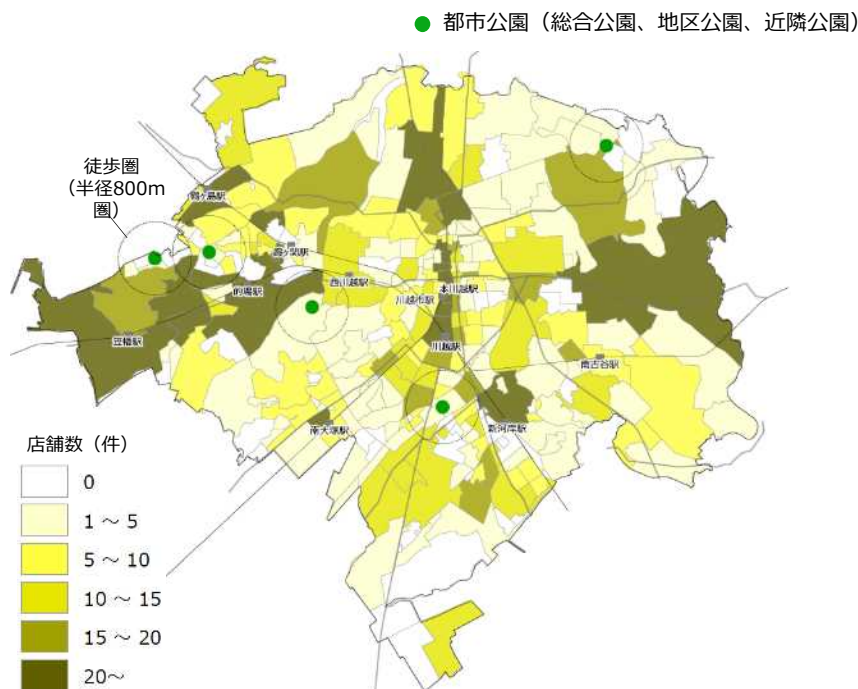 都市公園（総合公園、地区公園、近隣公園）
徒歩圏
（半径800m
圏）
鶴ヶ島駅
霞ヶ関駅
的場駅
西川越駅
川越市駅
本川越駅
笠幡駅
川越駅
南古谷駅
南大塚駅
新河岸駅
店舗数（件）
0
1 ～ 5
5 ～ 10
10 ～ 15
15 ～ 20
20～